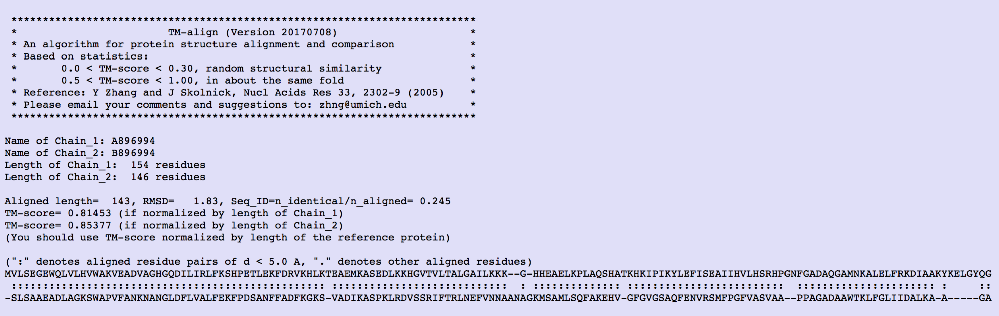 **************************************************************************
* TM-align (Version 20170708) *
* An algorithm for protein structure alignment and comparison *
* Based on statistics: *
* 0.0 < TM-score < 0.30, random structural similarity *
* 0.5 < TM-score < 1.00, in about the same fold *
* Reference: Y Zhang and J Skolnick, Nucl Acids Res 33, 2302-9 (2005) *
* Please email your comments and suggestions to: zhng@umich.edu *
**************************************************************************
Name of Chain_1: A896994
Name of Chain_2: B896994
Length of Chain_1: 154 residues
Length of Chain_2: 146 residues
Aligned length= 143, RMSD= 1.83, Seq_ID=n_identical/n_aligned= 0.245
TM-score= 0.81453 (if normalized by length of Chain_1)
TM-score= 0.85377 (if normalized by length of Chain_2)
(You should use TM-score normalized by length of the reference protein)
(":" denotes aligned residue pairs of d < 5.0 A, "." denotes other aligned residues)
MVLSEGEWQLVLHVWAKVEADVAGHGQDILIRLFKSHPETLEKFDRVKHLKTEAEMKASEDLKKHGVTVLTALGAILKKK--G-HHEAELKPLAQSHATKHKIPIKYLEFISEAIIHVLHSRHPGNFGADAQGAMNKALELFRKDIAAKYKELGYQG
 :::::::::::::::::::::::::::::::::::::::::::::::::: ::::::::::::::::::::::::::::  : :::::::::::::: :::::::::::::::::::::::::  :::::::::::::::::::::: :     ::
-SLSAAEADLAGKSWAPVFANKNANGLDFLVALFEKFPDSANFFADFKGKS-VADIKASPKLRDVSSRIFTRLNEFVNNAANAGKMSAMLSQFAKEHV-GFGVGSAQFENVRSMFPGFVASVAA--PPAGADAAWTKLFGLIIDALKA-A-----GA